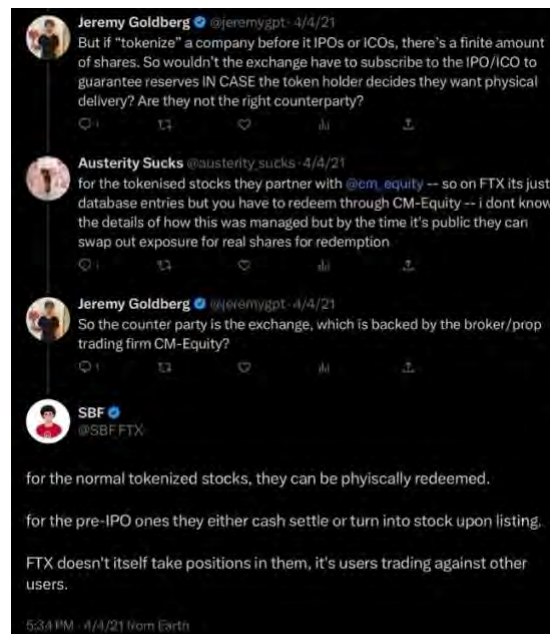 Jeremy Goldberg @jeremygpt · 4/4/21
But if "tokenize" a company before it IPOs or ICOs, there's a finite amount
of shares. So wouldn't the exchange have to subscribe to the IPO/ICO to
guarantee reserves IN CASE the token holder decides they want physical
delivery? Are they not the right counterparty?
1
Austerity Sucks @austerity_sucks · 4/4/21
for the tokenised stocks they partner with @cm_equity -- so on FTX its just
database entries but you have to redeem through CM-Equity -- i dont know
the details of how this was managed but by the time it's public they can
swap out exposure for real shares for redemption
1
Jeremy Goldberg @jeremygpt · 4/4/21
So the counter party is the exchange, which is backed by the broker/prop
trading firm CM-Equity?
1
SBF
@SBF_FTX
for the normal tokenized stocks, they can be phyiscally redeemed.
for the pre-IPO ones they either cash settle or turn into stock upon listing.
FTX doesn't itself take positions in them, it's users trading against other
users.
5:34 PM · 4/4/21 from Earth